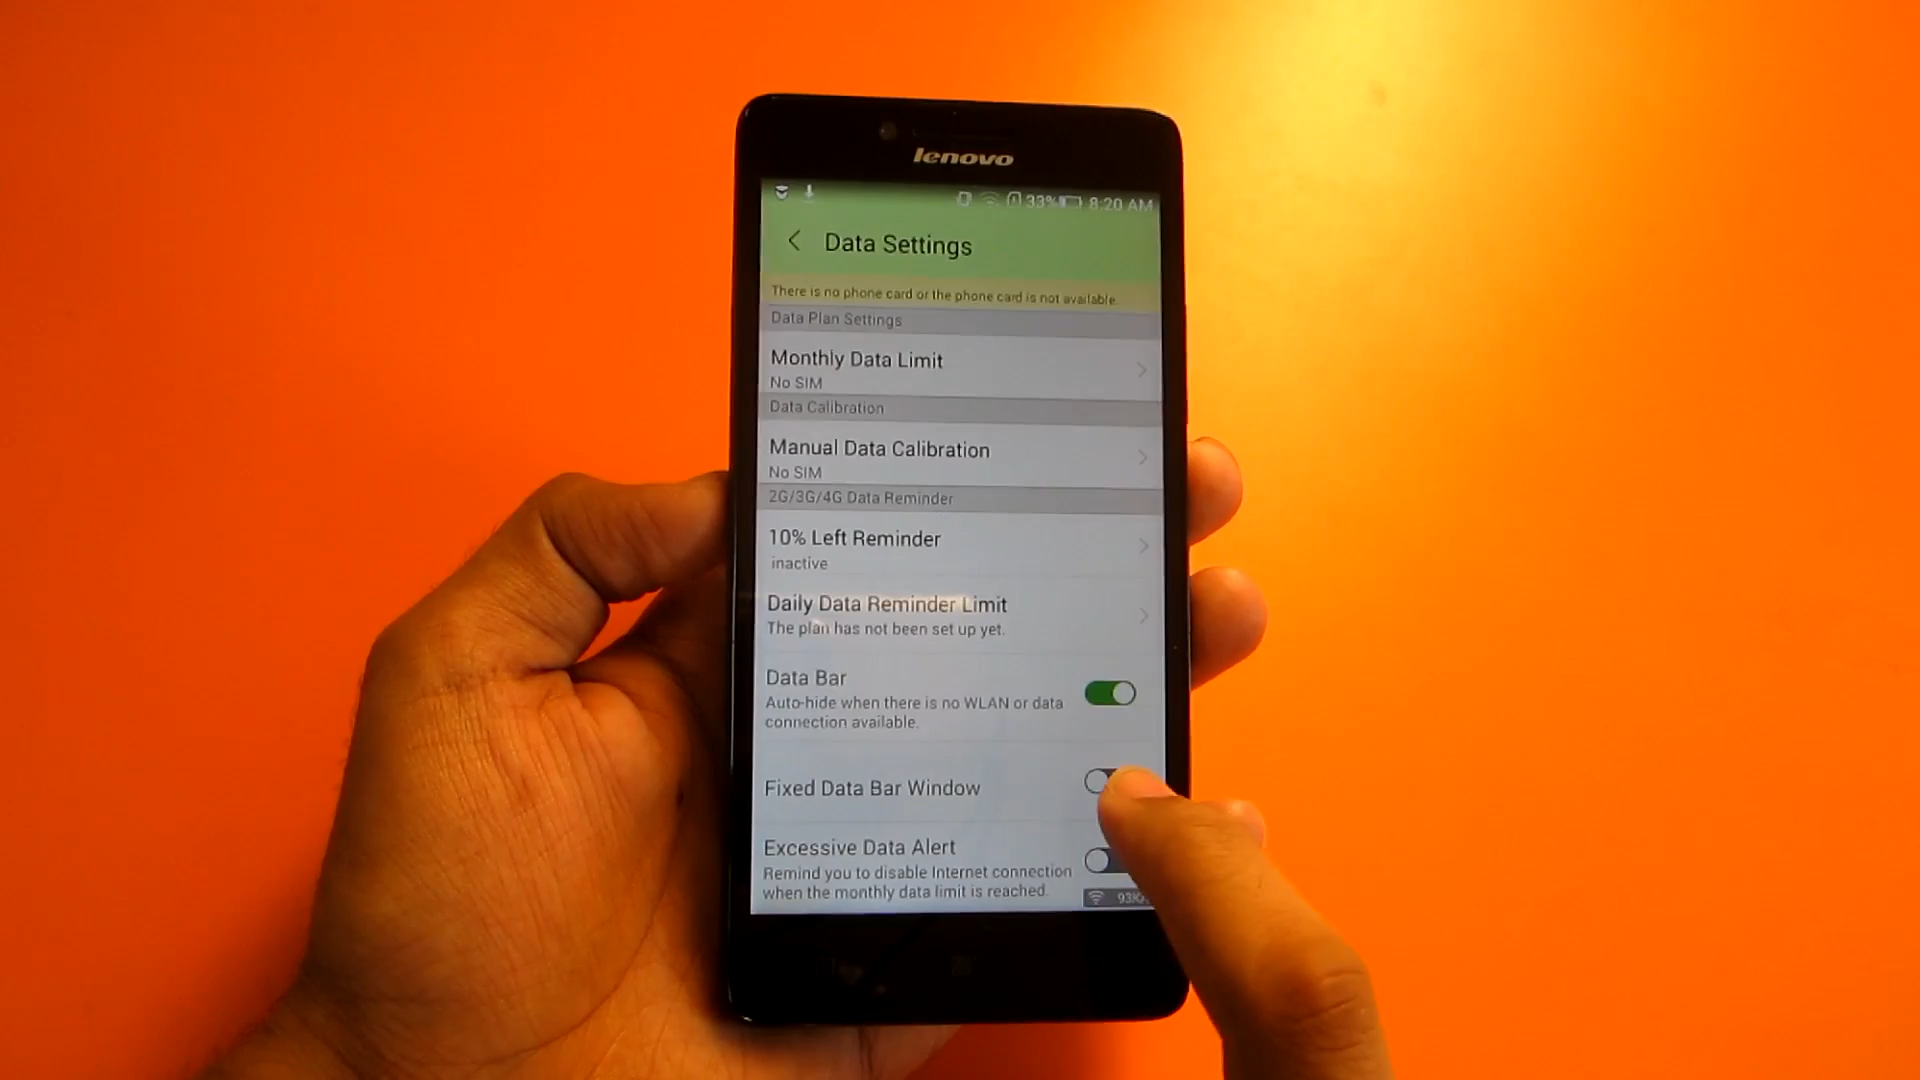 lenovo
33% 8:20 AM
Data Settings
There is no phone card or the phone card is not available.
Data Plan Settings
Monthly Data Limit
No SIM
Data Calibration
Manual Data Calibration
No SIM
2G/3G/4G Data Reminder
10% Left Reminder
inactive
Daily Data Reminder Limit
The plan has not been set up yet.
Data Bar
Auto-hide when there is no WLAN or data
connection available.
Fixed Data Bar Window
Excessive Data Alert
Remind you to disable Internet connection
when the monthly data limit is reached.